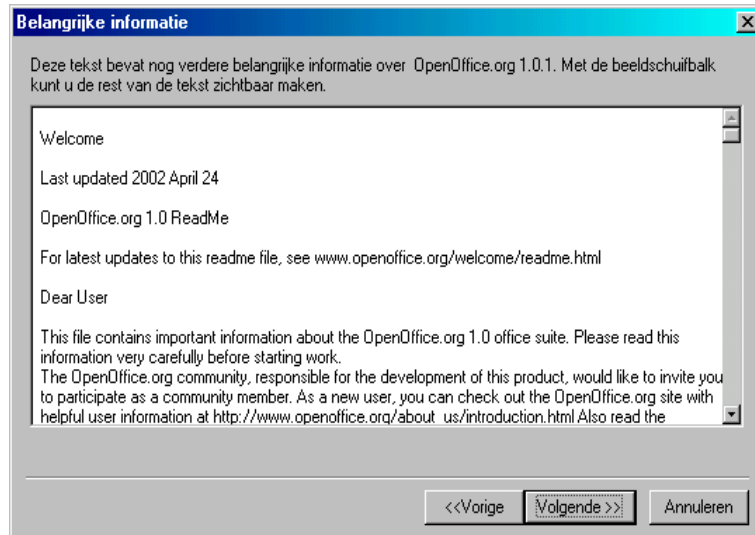 Belangrijke informatie
Deze tekst bevat nog verdere belangrijke informatie over OpenOffice.org 1.0.1. Met de beeldschuifbalk
kunt u de rest van de tekst zichtbaar maken.
Welcome
Last updated 2002 April 24
OpenOffice.org 1.0 ReadMe
For latest updates to this readme file, see www.openoffice.org/welcome/readme.html
Dear User
This file contains important information about the OpenOffice.org 1.0 office suite. Please read this
information very carefully before starting work.
The OpenOffice.org community, responsible for the development of this product, would like to invite you
to participate as a community member. As a new user, you can check out the OpenOffice.org site with
helpful user information at http://www.openoffice.org/about_us/introduction.html Also read the
<<Vorige
Volgende >>
Annuleren